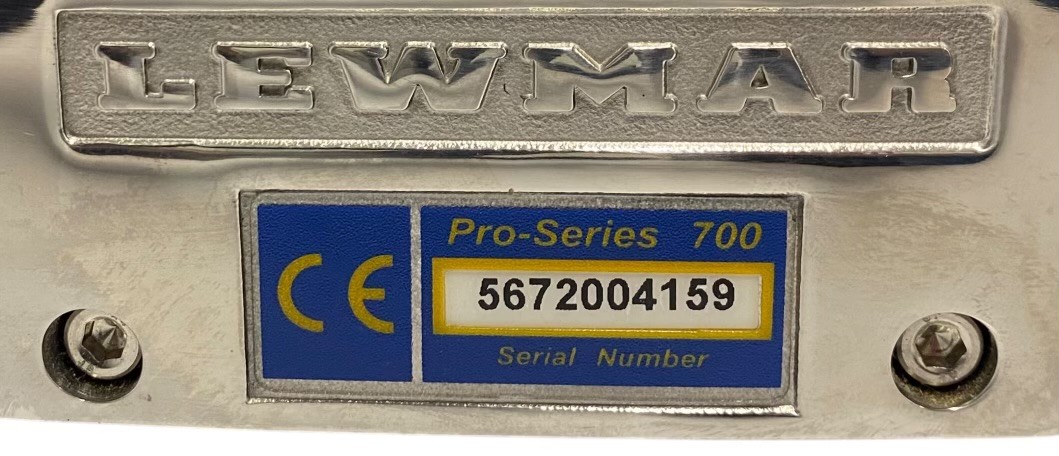 LEWMAR
CE
Pro-Series 700
5672004159
Serial Number